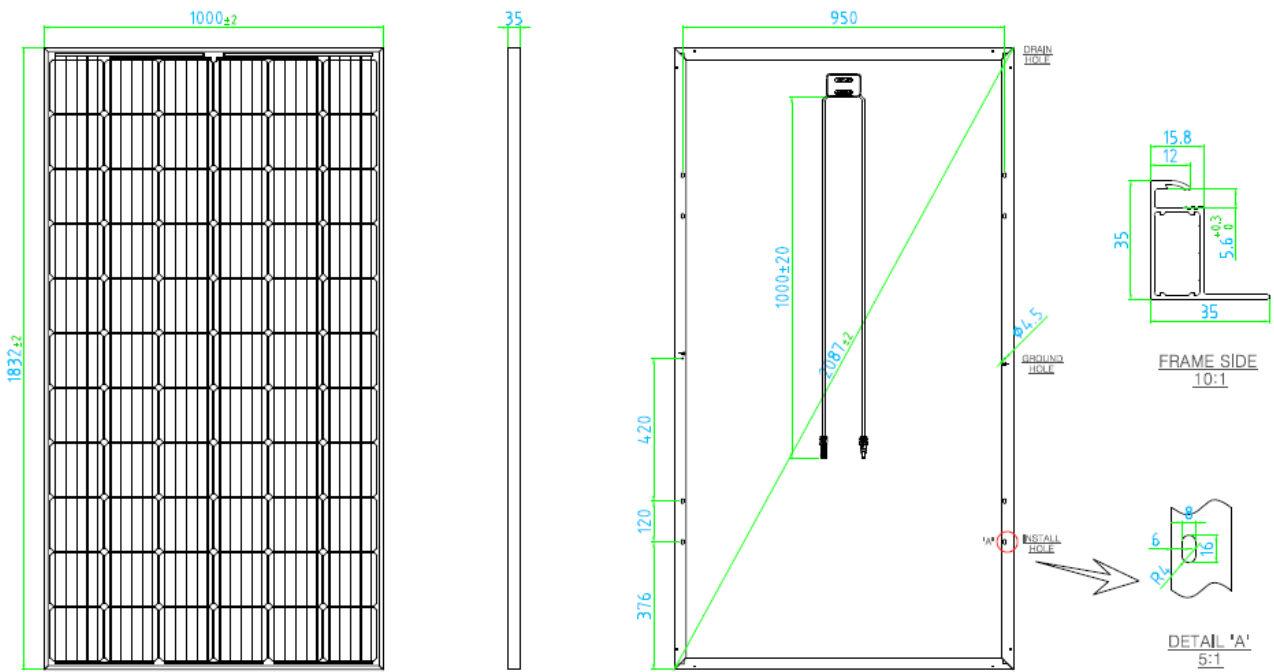 1000±2
35
950
DRAIN
HOLE
15.8
12
35
+0.3
5.6 0
35
1832±2
1000±20
2087±2
ø4.5
GROUND
HOLE
FRAME SIDE
10:1
420
120
376
'A'
INSTALL
HOLE
8
6
16
R4
DETAIL 'A'
5:1